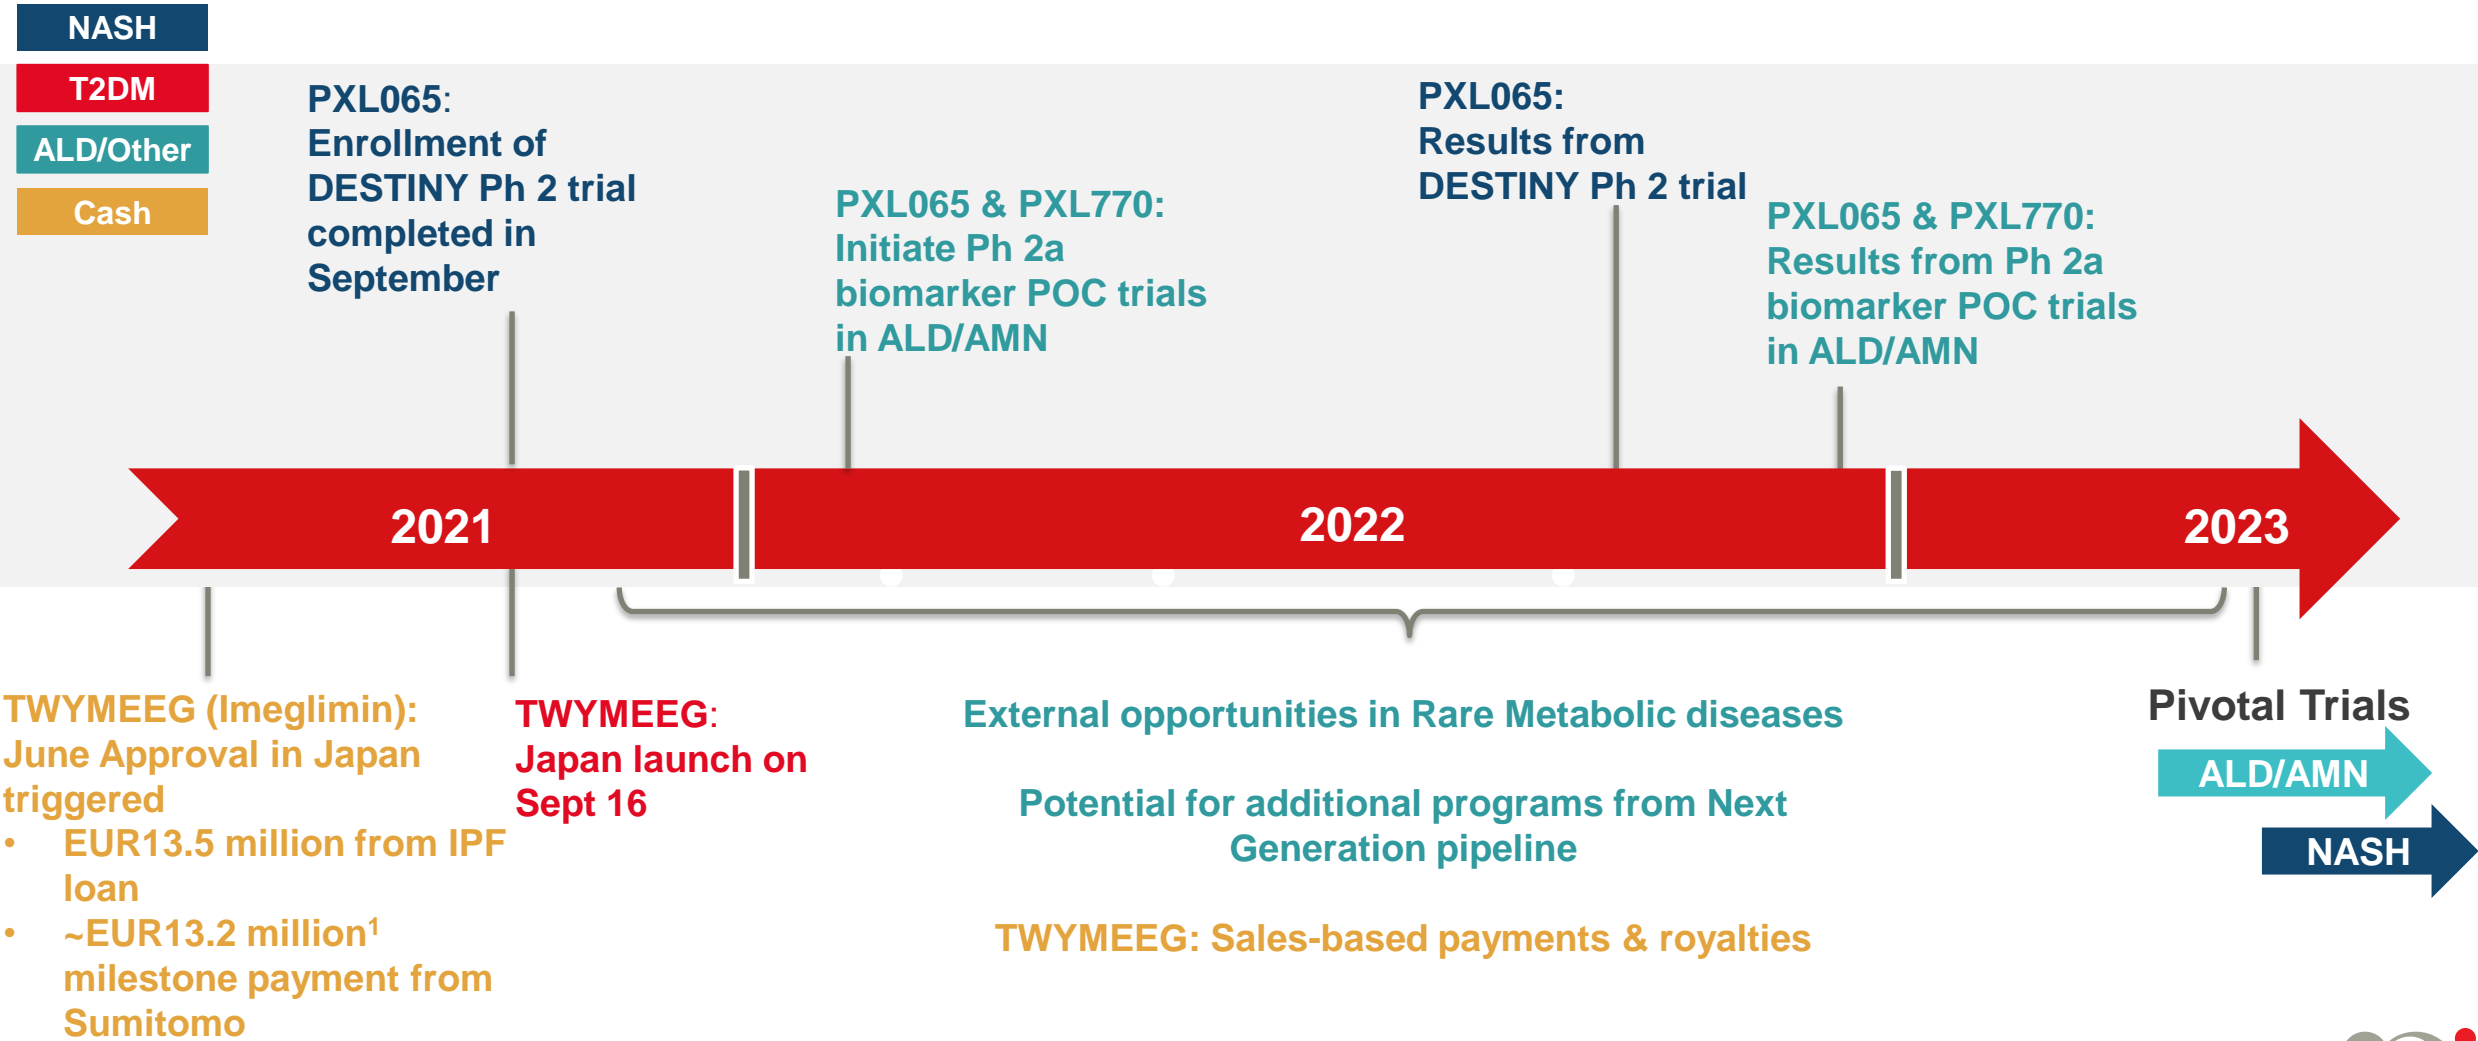 NASH
T2DM
ALD/Other
Cash
PXL065:
Enrollment of
DESTINY Ph 2 trial
completed in
September
PXL065 & PXL770:
Initiate Ph 2a
biomarker POC trials
in ALD/AMN
PXL065:
Results from
DESTINY Ph 2 trial
PXL065 & PXL770:
Results from Ph 2a
biomarker POC trials
in ALD/AMN
2021
2022
2023
TWYMEEG (Imeglimin):
June Approval in Japan
triggered
• EUR13.5 million from IPF
loan
• ~EUR13.2 million¹
milestone payment from
Sumitomo
TWYMEEG:
Japan launch on
Sept 16
External opportunities in Rare Metabolic diseases
Potential for additional programs from Next
Generation pipeline
TWYMEEG: Sales-based payments & royalties
Pivotal Trials
ALD/AMN
NASH